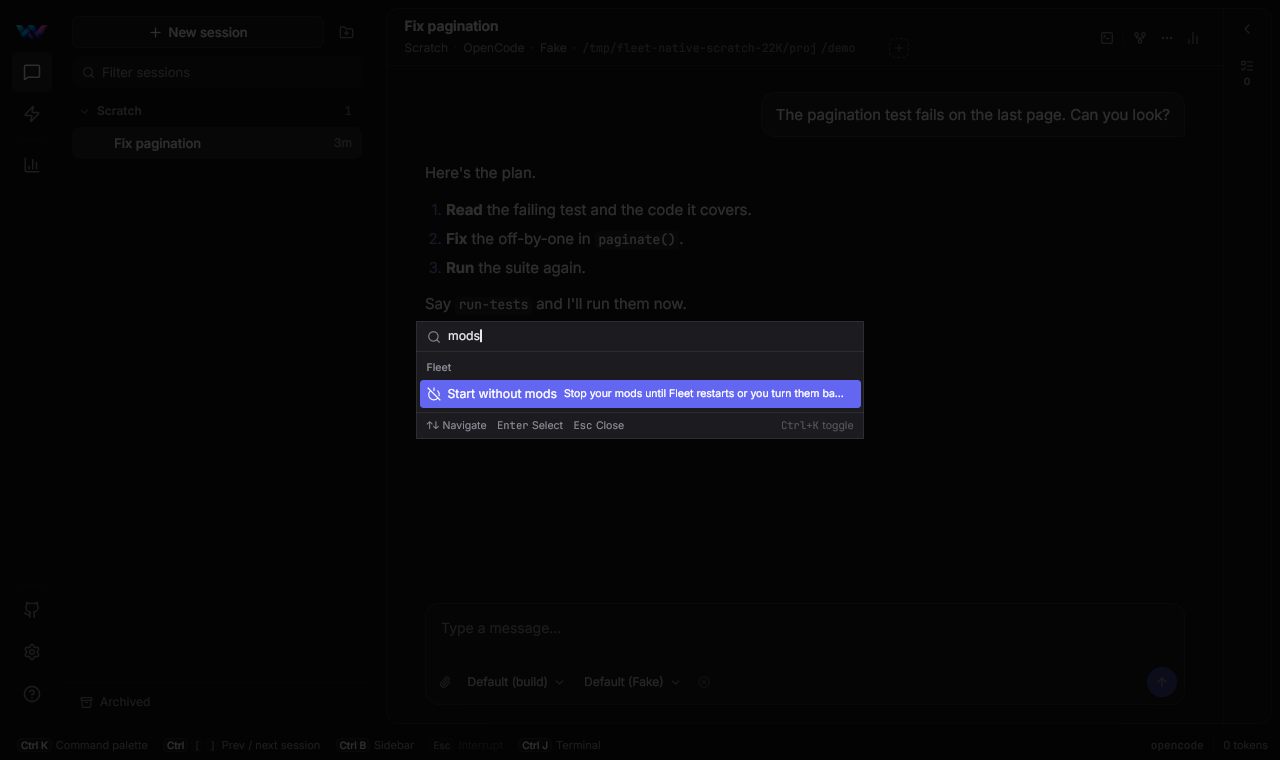 New session
Filter sessions
Scratch 1
Fix pagination 3m
Archived
Fix pagination
Scratch OpenCode · Fake · /tmp/fleet-native-scratch-22K/proj/demo
0
The pagination test fails on the last page. Can you look?
Here's the plan.
1. Read the failing test and the code it covers.
2. Fix the off-by-one in paginate().
3. Run the suite again.
Say run-tests and I'll run them now.
mods
Fleet
Start without mods Stop your mods until Fleet restarts or you turn them ba...
Navigate Enter Select Esc Close Ctrl+K toggle
Type a message...
Default (build) Default (Fake)
Ctrl K Command palette Ctrl [ ] Prev / next session Ctrl B Sidebar Esc Interrupt Ctrl J Terminal opencode 0 tokens